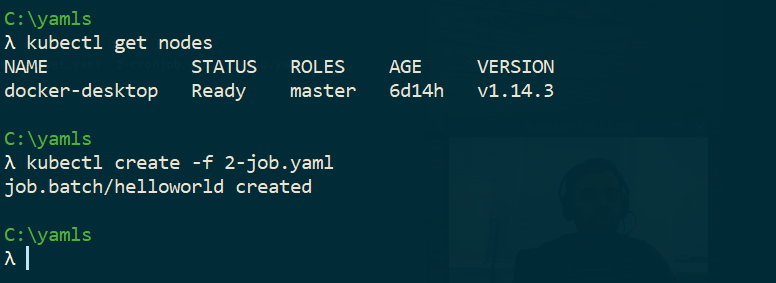 C:\yamls
λ kubectl get nodes
NAME             STATUS   ROLES    AGE     VERSION
docker-desktop   Ready    master   6d14h   v1.14.3
C:\yamls
λ kubectl create -f 2-job.yaml
job.batch/helloworld created
C:\yamls
λ